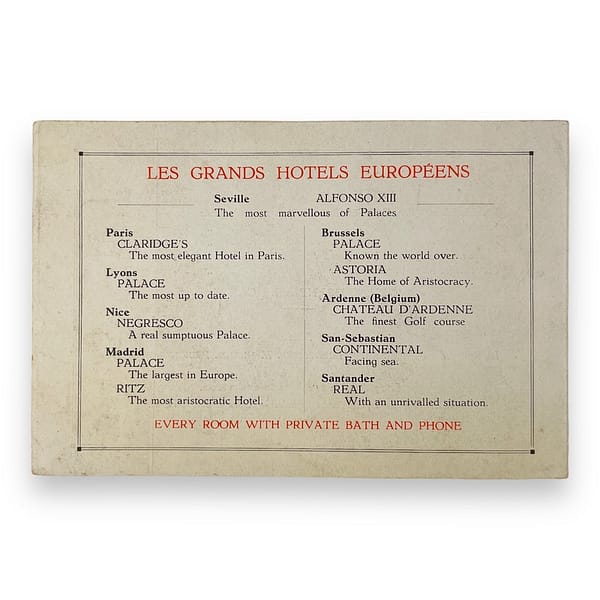 LES GRANDS HOTELS EUROPÉENS
Seville ALFONSO XIII
The most marvellous of Palaces
Paris
CLARIDGE'S
The most elegant Hotel in Paris.
Lyons
PALACE
The most up to date.
Nice
NEGRESCO
A real sumptuous Palace.
Madrid
PALACE
The largest in Europe.
RITZ
The most aristocratic Hotel.
Brussels
PALACE
Known the world over.
ASTORIA
The Home of Aristocracy.
Ardenne (Belgium)
CHATEAU D'ARDENNE
The finest Golf course
San-Sebastian
CONTINENTAL
Facing sea.
Santander
REAL
With an unrivalled situation.
EVERY ROOM WITH PRIVATE BATH AND PHONE